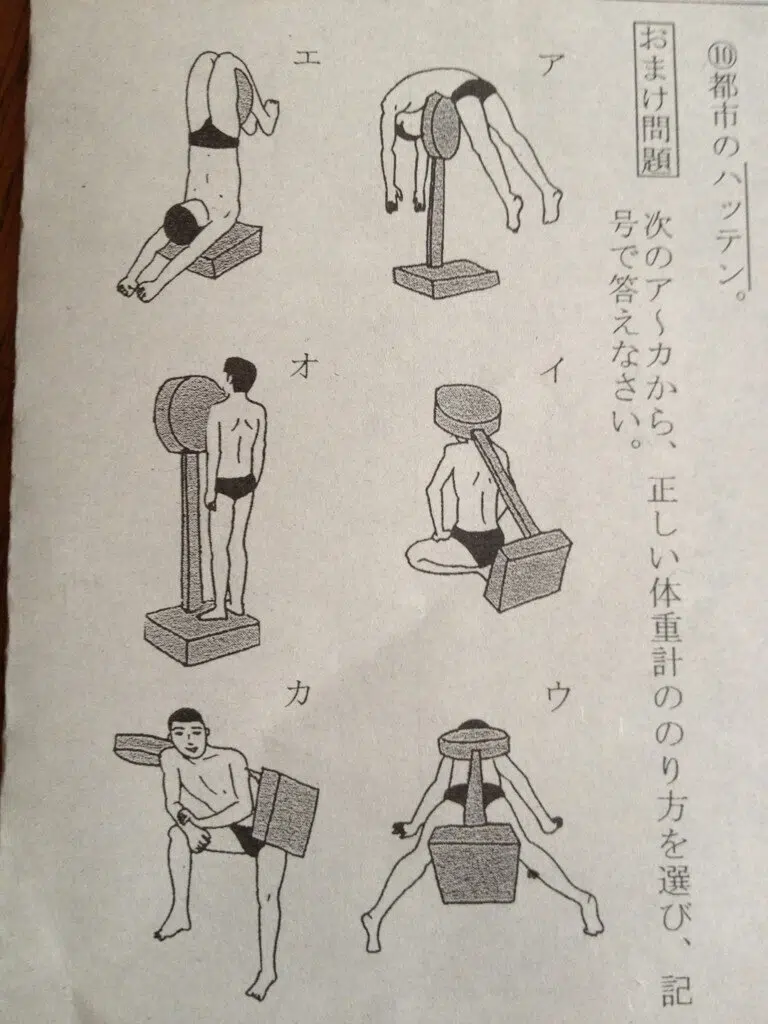 ⑩都市のハッテン。
おまけ問題
次のア～カから、正しい体重計ののり方を選び、記
号で答えなさい。
ア
イ
ウ
エ
オ
カ